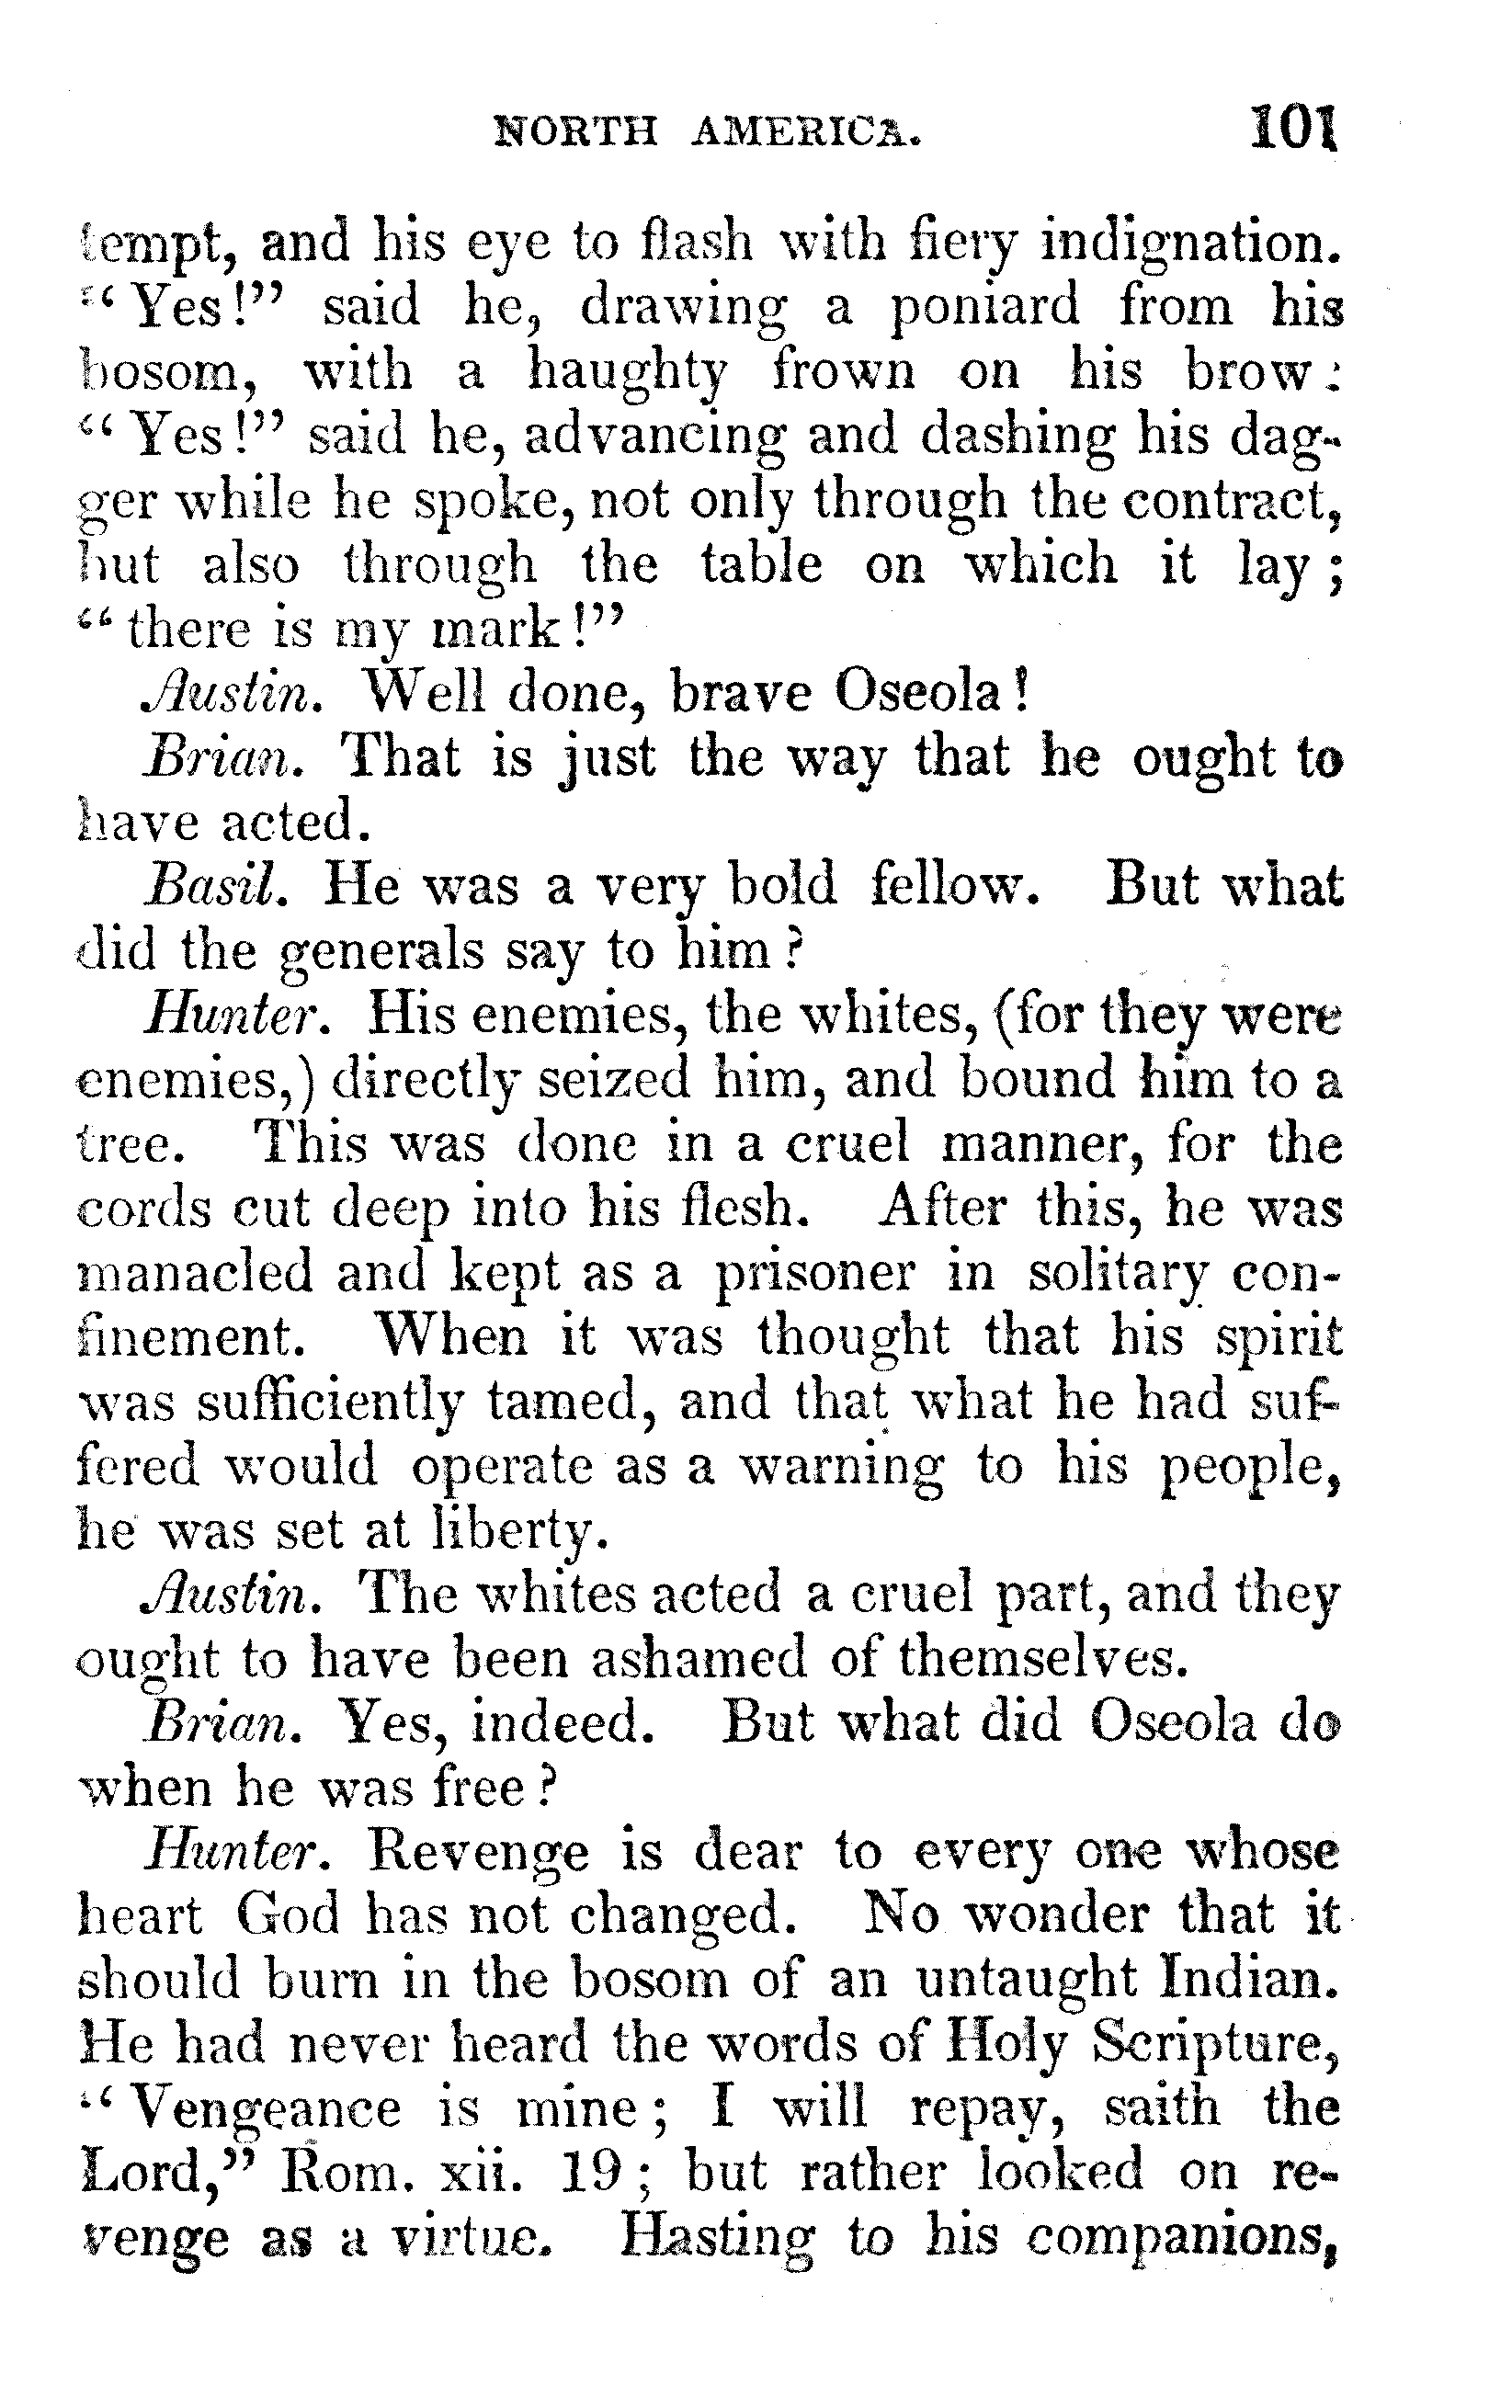 NORTH AMERICA. 101
tempt, and his eye to flash with fiery indignation.
"Yes!" said he, drawing a poniard from his
bosom, with a haughty frown on his brow:
"Yes!" said he, advancing and dashing his dag-
ger while he spoke, not only through the contract,
but also through the table on which it lay;
"there is my mark!"
Austin. Well done, brave Oseola!
Brian. That is just the way that he ought to
have acted.
Basil. He was a very bold fellow. But what
did the generals say to him?
Hunter. His enemies, the whites, (for they were
enemies,) directly seized him, and bound him to a
tree. This was done in a cruel manner, for the
cords cut deep into his flesh. After this, he was
manacled and kept as a prisoner in solitary con-
finement. When it was thought that his spirit
was sufficiently tamed, and that what he had suf-
fered would operate as a warning to his people,
he was set at liberty.
Austin. The whites acted a cruel part, and they
ought to have been ashamed of themselves.
Brian. Yes, indeed. But what did Oseola do
when he was free?
Hunter. Revenge is dear to every one whose
heart God has not changed. No wonder that it
should burn in the bosom of an untaught Indian.
He had never heard the words of Holy Scripture,
"Vengeance is mine; I will repay, saith the
Lord," Rom. xii. 19; but rather looked on re-
venge as a virtue. Hasting to his companions,